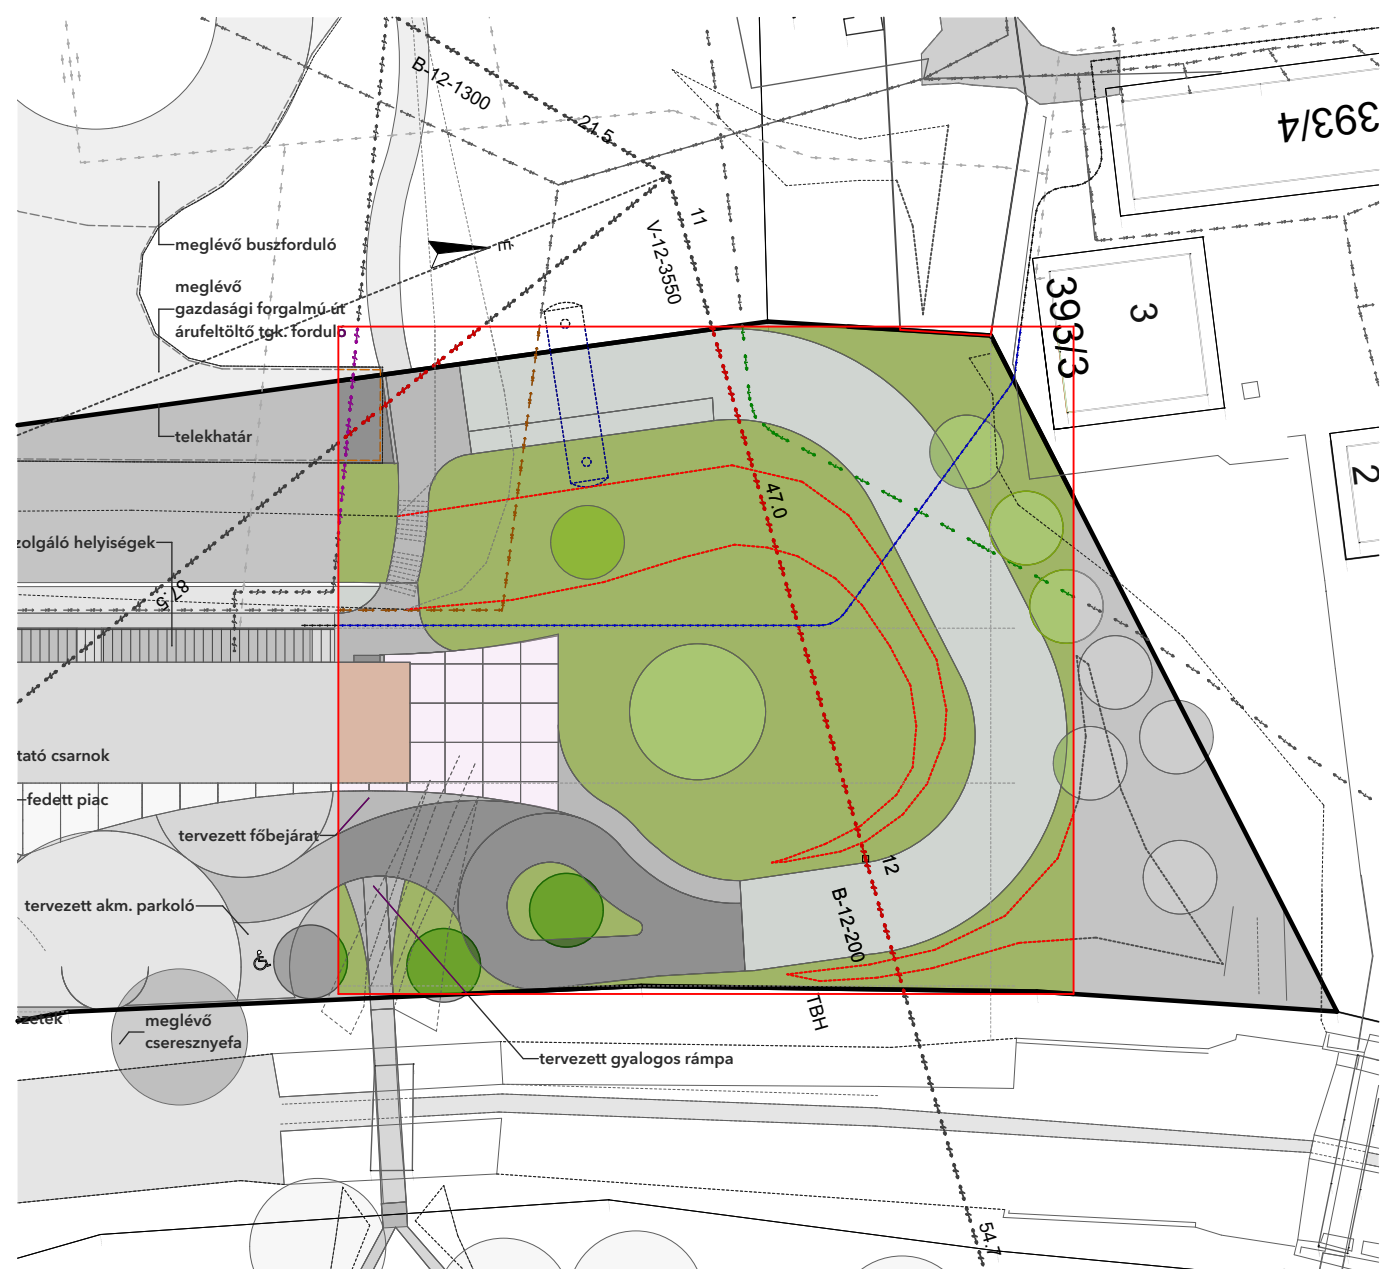 B-12-1300
21.5
11
V-12-3550
É
393/4
393/3
3
2
meglévő buszforduló
meglévő
gazdasági forgalmú út
árufeltöltő tgk. forduló
telekhatár
zolgáló helyiségek
87.5
47.0
tató csarnok
fedett piac
tervezett főbejárat
tervezett akm. parkoló
12
B-12-200
TBH
zetek
meglévő
cseresznyefa
tervezett gyalogos rámpa
54.7